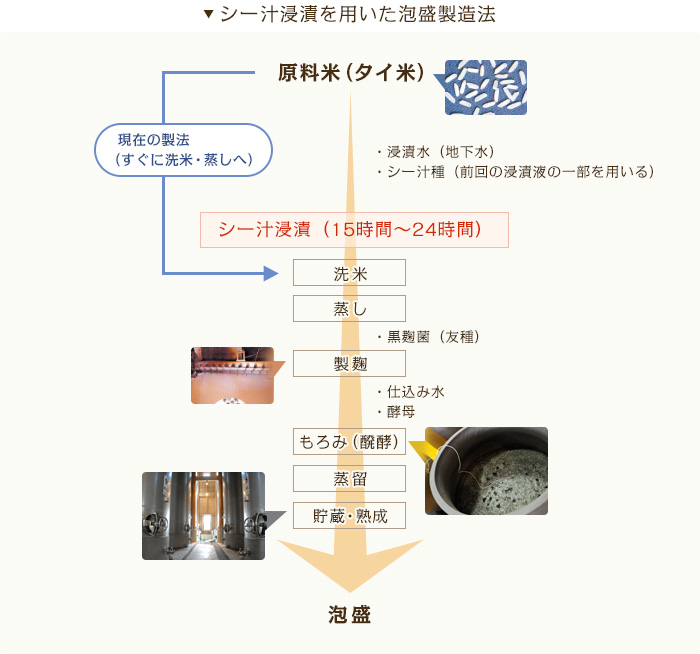 ▼シー汁浸漬を用いた泡盛製造法
原料米（タイ米）
現在の製法
（すぐに洗米・蒸しへ）
・浸漬水（地下水）
・シー汁種（前回の浸漬液の一部を用いる）
シー汁浸漬（15時間～24時間）
洗米
蒸し
・黒麹菌（友種）
製麹
・仕込み水
・酵母
もろみ（醗酵）
蒸留
貯蔵・熟成
泡盛